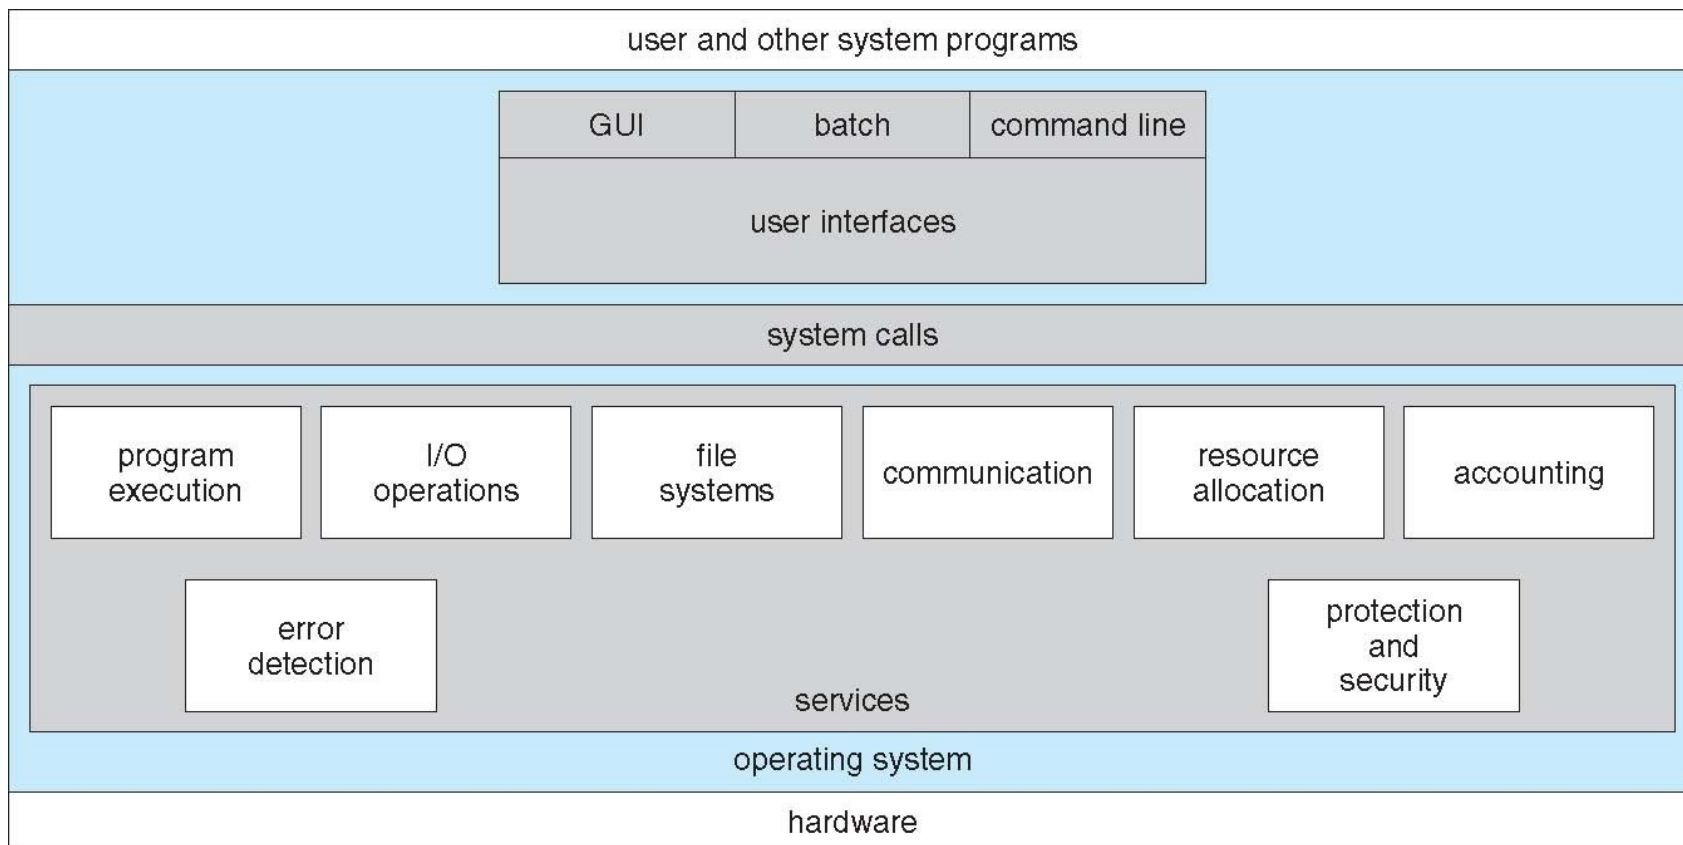 user and other system programs
GUI
batch
command line
user interfaces
system calls
program
execution
I/O
operations
file
systems
communication
resource
allocation
accounting
error
detection
protection
and
security
services
operating system
hardware